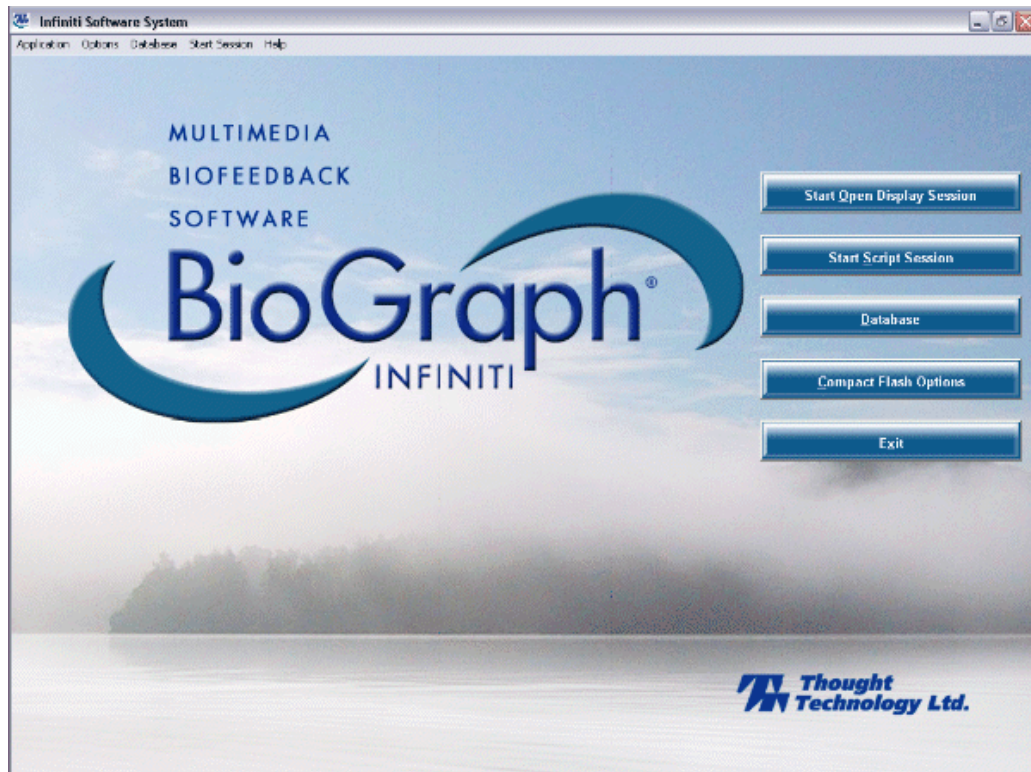 Infiniti Software System
Application Options Database Start Session Help
MULTIMEDIA
BIOFEEDBACK
SOFTWARE
BioGraph®
INFINITI
Start Open Display Session
Start Script Session
Database
Compact Flash Options
Exit
Thought
Technology Ltd.